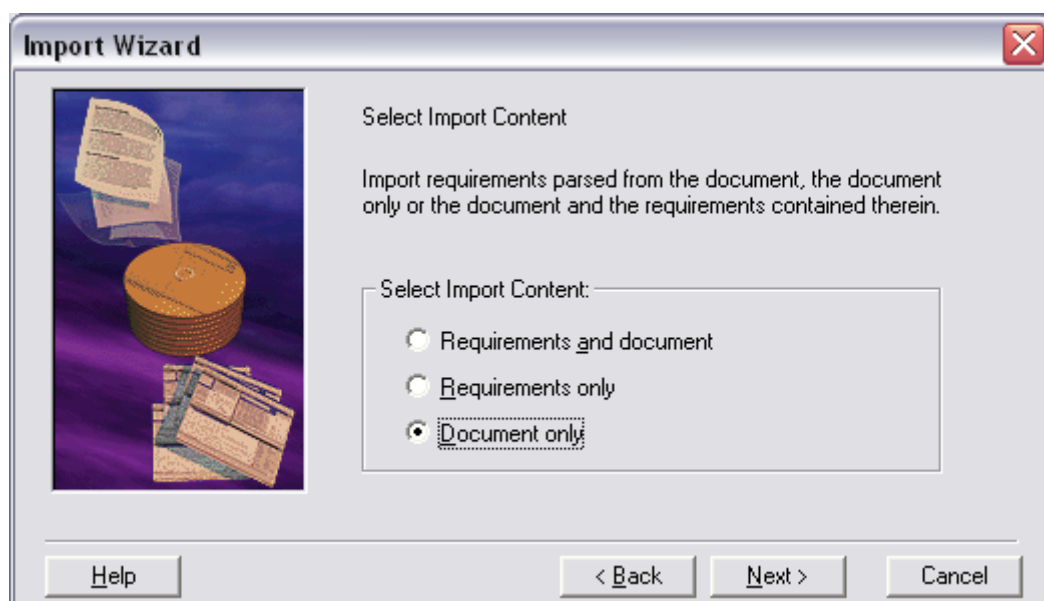 Import Wizard
Select Import Content
Import requirements parsed from the document, the document
only or the document and the requirements contained therein.
Select Import Content:
Requirements and document
Requirements only
Document only
Help
< Back
Next >
Cancel